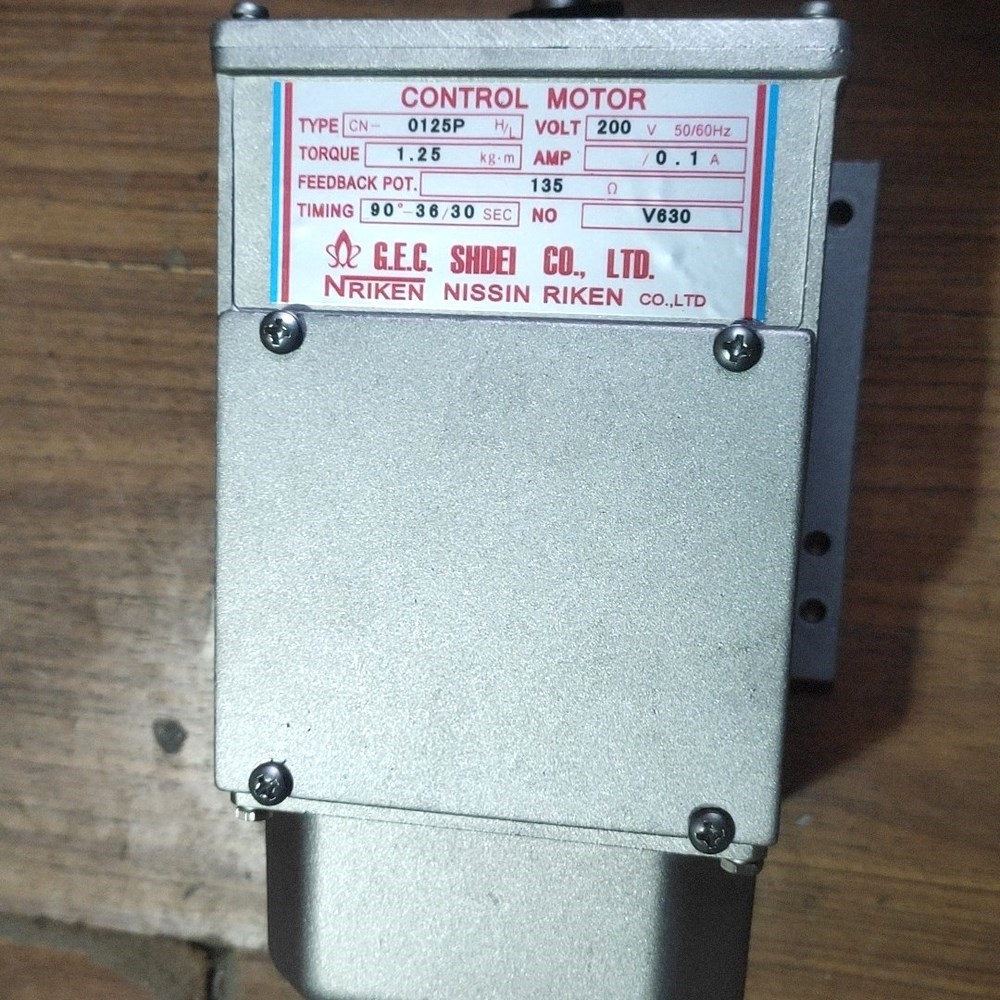 CONTROL MOTOR
TYPE CN- 0125P H/L VOLT 200 V 50/60Hz
TORQUE 1.25 kg·m AMP /0.1 A
FEEDBACK POT. 135 Ω
TIMING 90°-36/30 SEC NO V630
G.E.C. SHDEI CO., LTD.
NRIKEN NISSIN RIKEN CO.,LTD